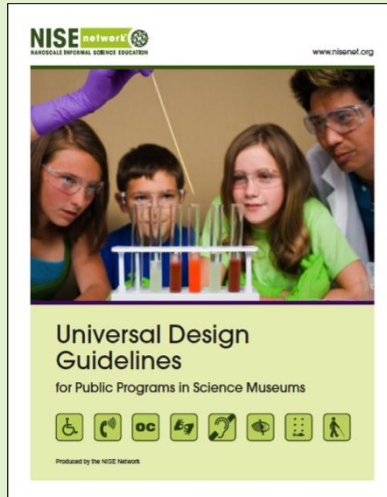 NISE network
NANOSCALE INFORMAL SCIENCE EDUCATION
www.nisenet.org
Universal Design
Guidelines
for Public Programs in Science Museums
OC
Produced by the NISE Network